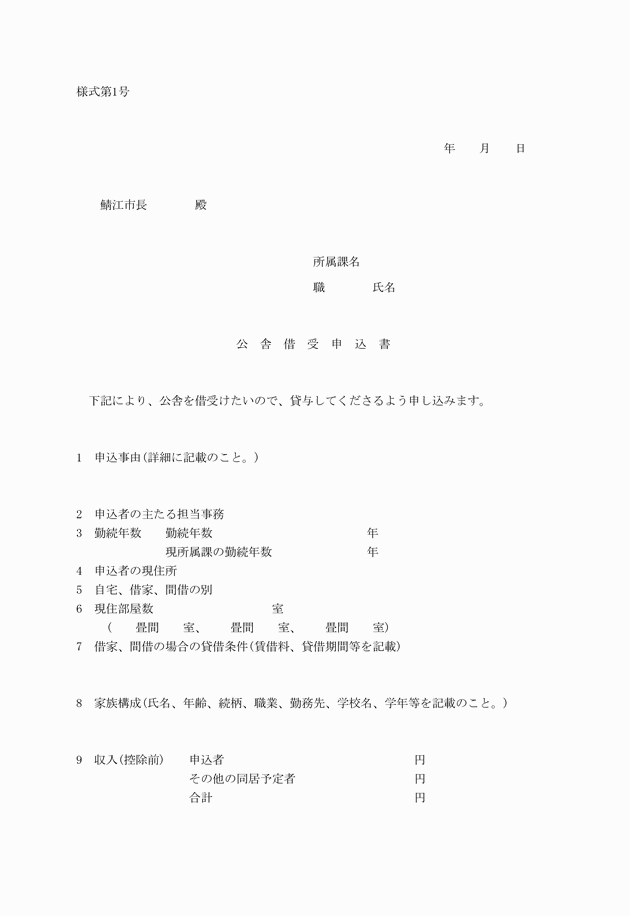 様式第1号
年　　月　　日
鯖江市長　　　　殿
所属課名
職　　　　氏名
公　舎　借　受　申　込　書
下記により、公舎を借受けたいので、貸与してくださるよう申し込みます。
1　申込事由(詳細に記載のこと。)
2　申込者の主たる担当事務
3　勤続年数　　勤続年数　　　　　　　　　　　　　年
現所属課の勤続年数　　　　　　　　年
4　申込者の現住所
5　自宅、借家、間借の別
6　現住部屋数　　　　　　　　　　室
(　　畳間　　室、　　畳間　　室、　　畳間　　室)
7　借家、間借の場合の貸借条件(賃借料、貸借期間等を記載)
8　家族構成(氏名、年齢、続柄、職業、勤務先、学校名、学年等を記載のこと。)
9　収入(控除前)　　申込者　　　　　　　　　　　　　　　　円
その他の同居予定者　　　　　　　　　　円
合計　　　　　　　　　　　　　　　　　円